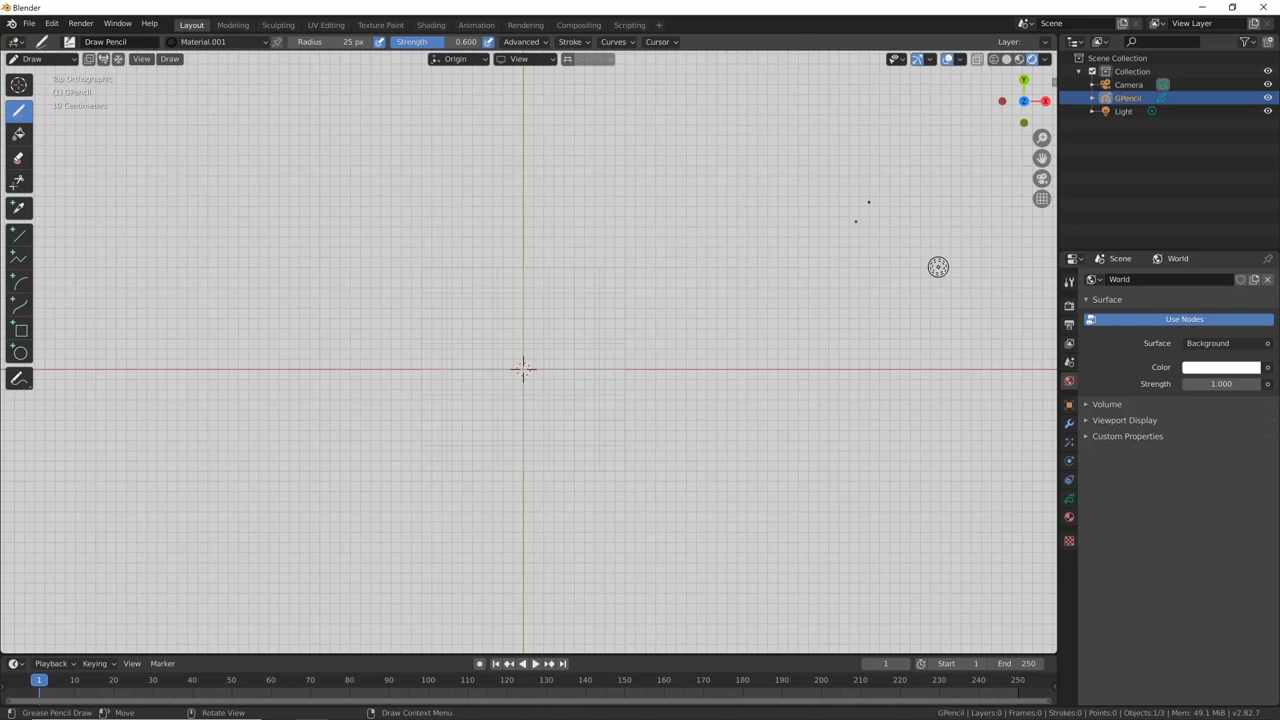 Blender
File Edit Render Window Help Layout Modeling Sculpting UV Editing Texture Paint Shading Animation Rendering Compositing Scripting + Scene View Layer
Draw Pencil Material.001 Radius 25 px Strength 0.600 Advanced Stroke Curves Cursor Layer:
Draw View Draw Origin View
Top Orthographic
(1) GPencil
10 Centimeters
Y
Z X
Scene Collection
Collection
Camera
GPencil
Light
Scene World
World
Surface
Use Nodes
Surface Background
Color
Strength 1.000
Volume
Viewport Display
Custom Properties
Playback Keying View Marker 1 Start 1 End 250
1 10 20 30 40 50 60 70 80 90 100 110 120 130 140 150 160 170 180 190 200 210 220 230 240 250
Grease Pencil Draw Move Rotate View Draw Context Menu GPencil | Layers:0 | Frames:0 | Strokes:0 | Points:0 | Objects:1/3 | Mem: 49.1 MiB | v2.82.7